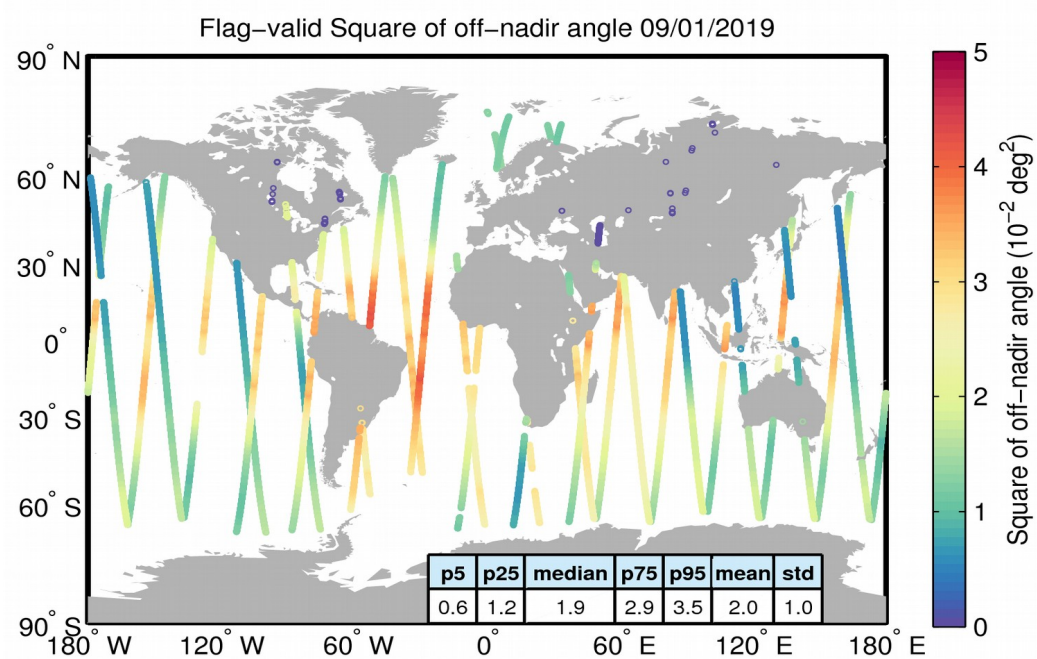 Flag−valid Square of off−nadir angle 09/01/2019
90° N
60° N
30° N
0°
30° S
60° S
90° S
180° W
120° W
60° W
0°
60° E
120° E
180° E
p5 p25 median p75 p95 mean std
0.6 1.2 1.9 2.9 3.5 2.0 1.0
5
4
3
2
1
0
Square of off−nadir angle (10⁻² deg²)